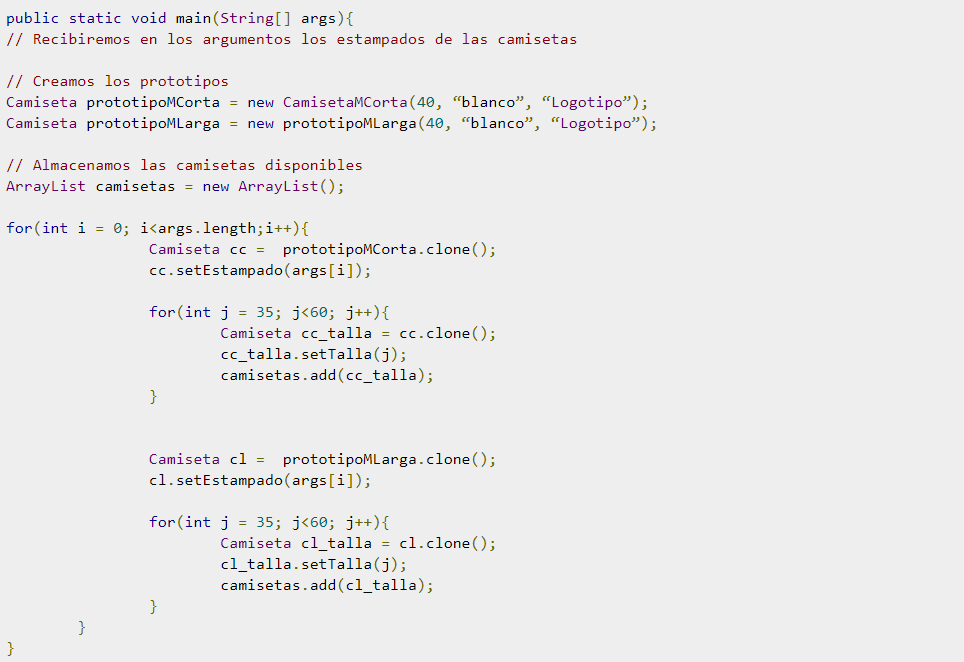 public static void main(String[] args){
// Recibiremos en los argumentos los estampados de las camisetas
// Creamos los prototipos
Camiseta prototipoMCorta = new CamisetaMCorta(40, “blanco”, “Logotipo”);
Camiseta prototipoMLarga = new prototipoMLarga(40, “blanco”, “Logotipo”);
// Almacenamos las camisetas disponibles
ArrayList camisetas = new ArrayList();
for(int i = 0; i<args.length;i++){
Camiseta cc =  prototipoMCorta.clone();
cc.setEstampado(args[i]);
for(int j = 35; j<60; j++){
Camiseta cc_talla = cc.clone();
cc_talla.setTalla(j);
camisetas.add(cc_talla);
}
Camiseta cl =  prototipoMLarga.clone();
cl.setEstampado(args[i]);
for(int j = 35; j<60; j++){
Camiseta cl_talla = cl.clone();
cl_talla.setTalla(j);
camisetas.add(cl_talla);
}
}
}